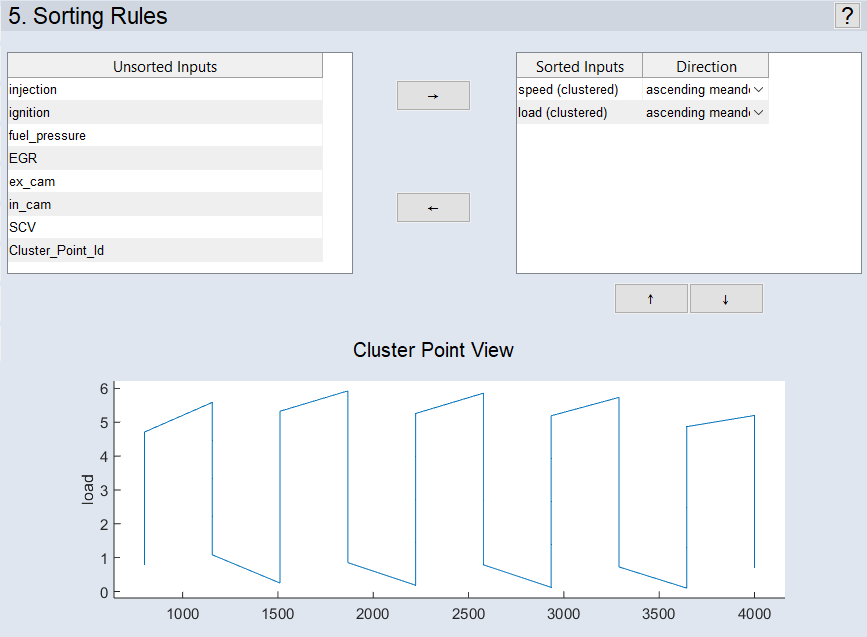 5. Sorting Rules ?
Unsorted Inputs
injection
ignition
fuel_pressure
EGR
ex_cam
in_cam
SCV
Cluster_Point_Id
→
←
Sorted Inputs Direction
speed (clustered) ascending meand
load (clustered) ascending meand
↑ ↓
Cluster Point View
6
5
4
3
2
1
0
load
1000 1500 2000 2500 3000 3500 4000